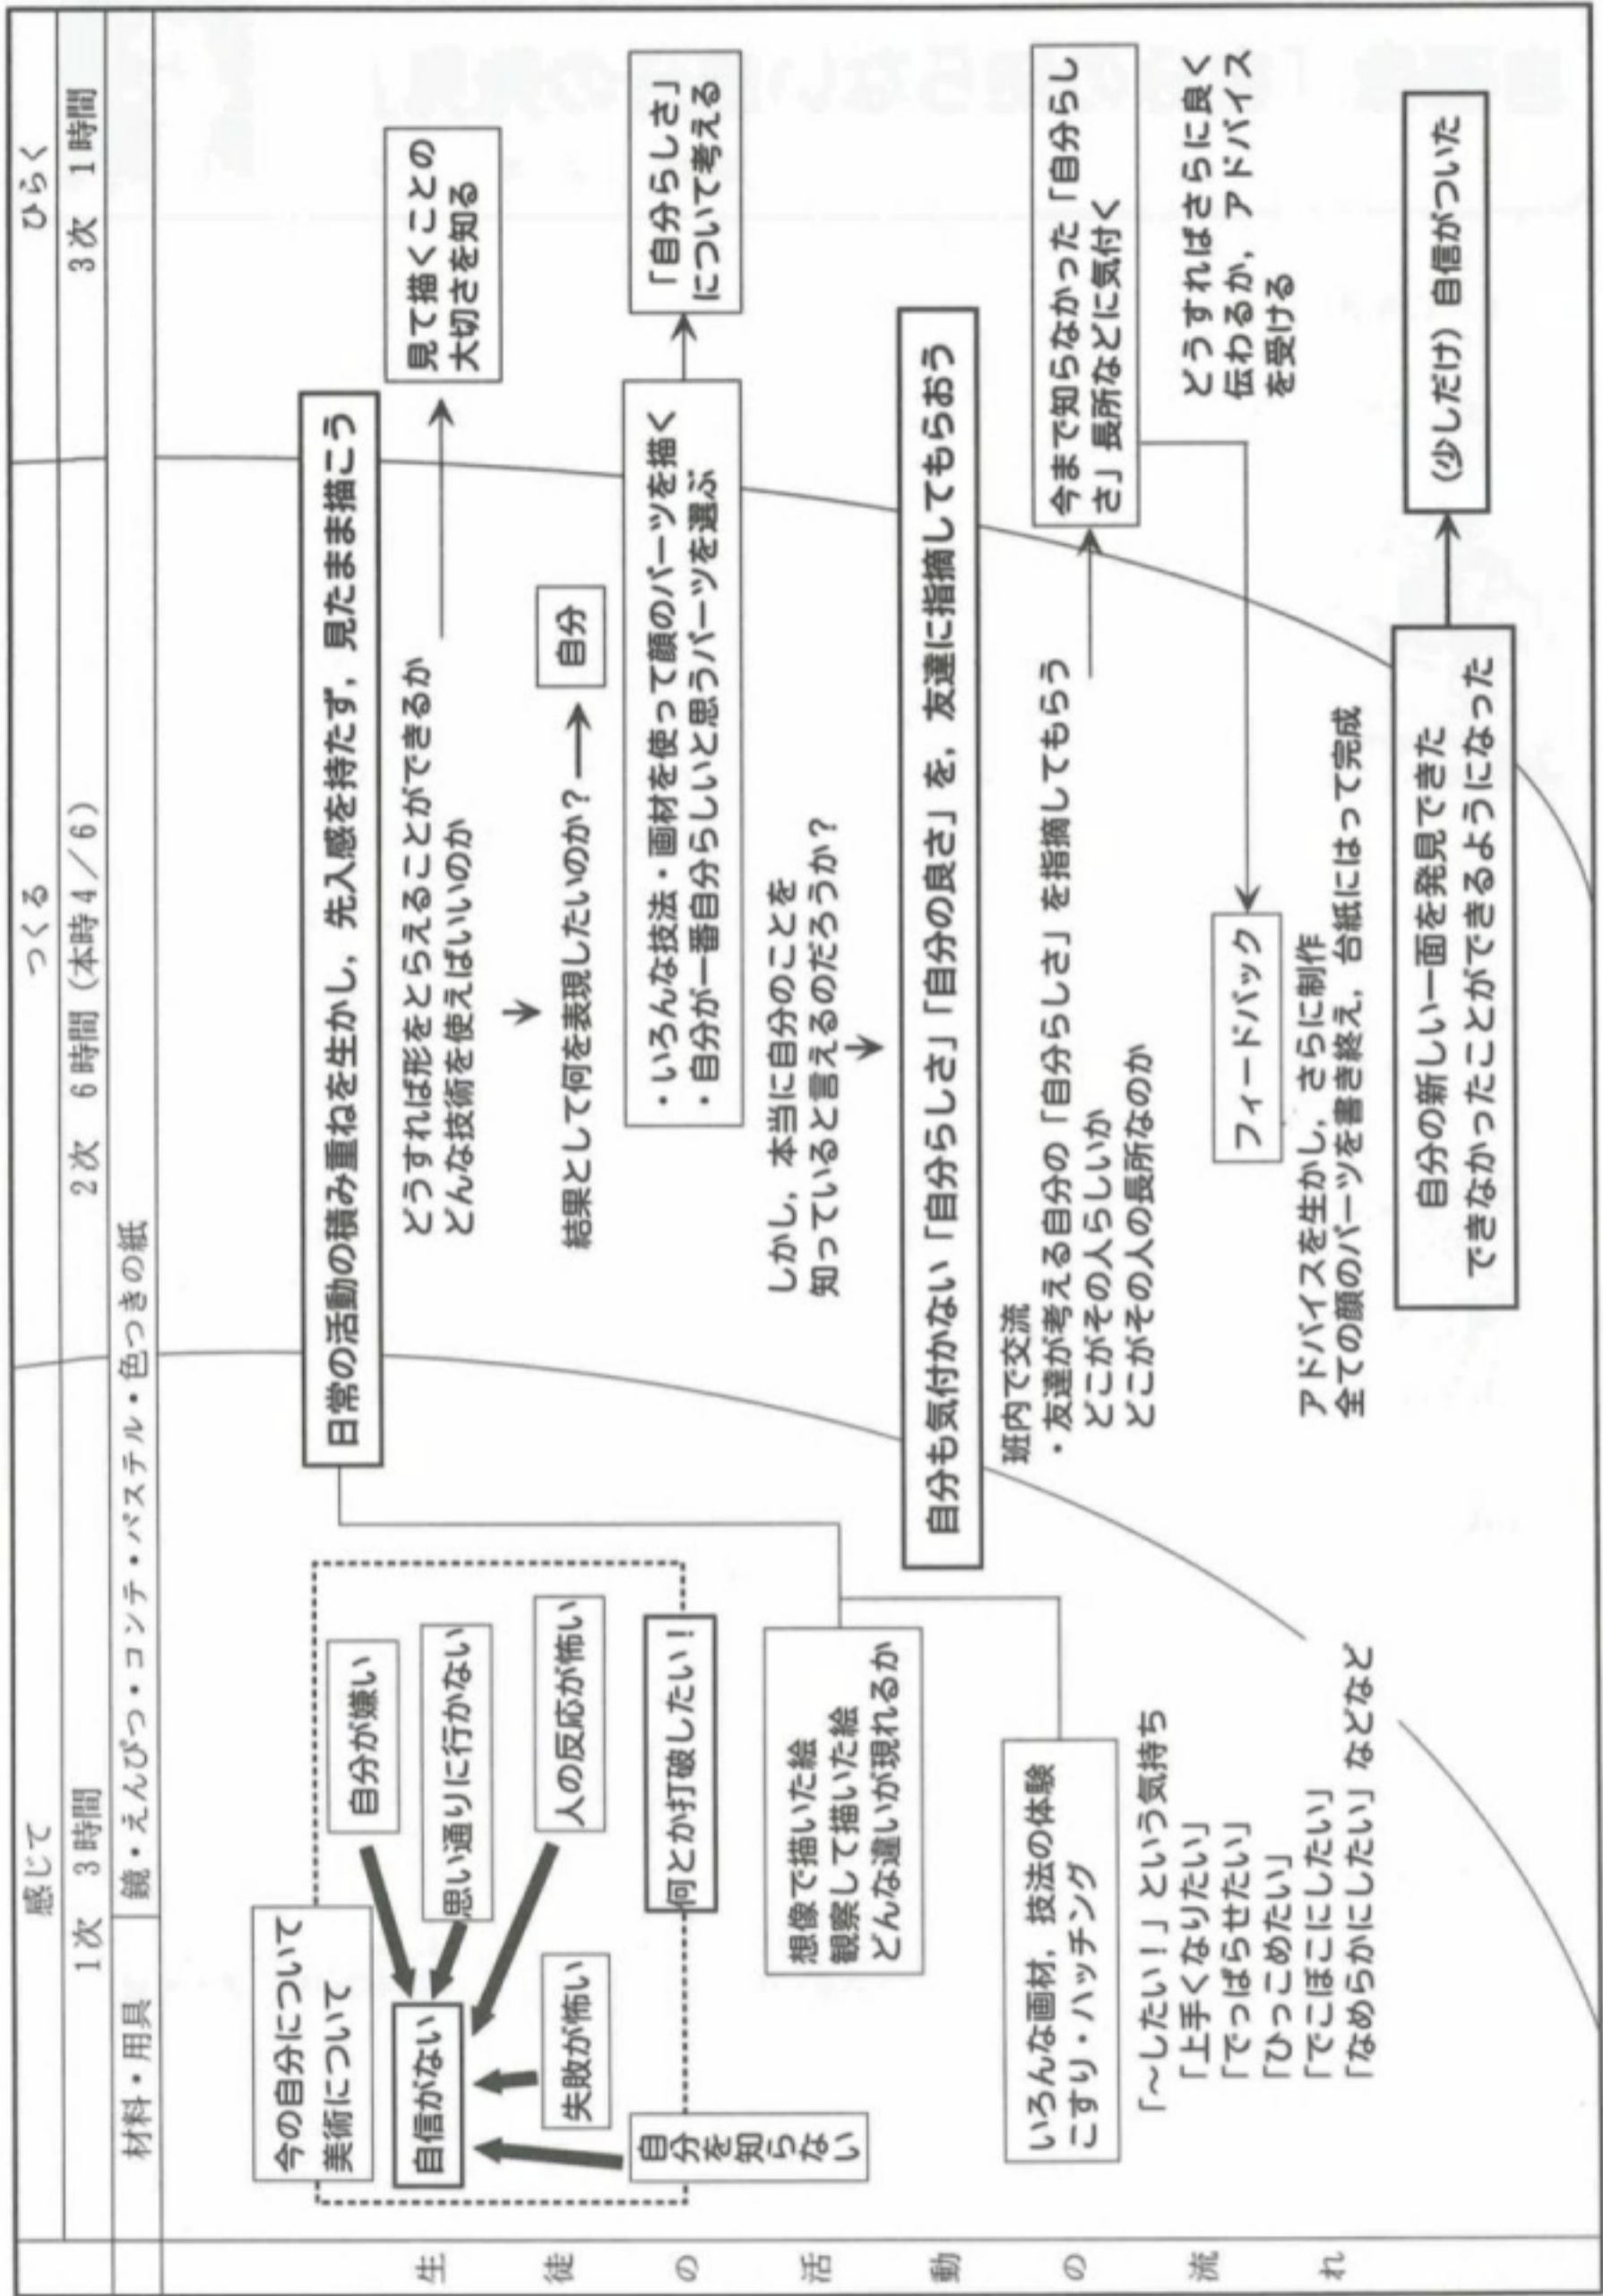 感じて
つくる
ひらく
1次 3時間
2次 6時間（本時4／6）
3次 1時間
材料・用具
鏡・えんぴつ・コンテ・パステル・色つきの紙
生徒の活動の流れ
今の自分について
美術について
自分が嫌い
自信がない
思い通りに行かない
人の反応が怖い
失敗が怖い
自分を知らない
何とか打破したい！
想像で描いた絵
観察して描いた絵
どんな違いが現れるか
いろんな画材，技法の体験
こすり・ハッチング
「～したい！」という気持ち
「上手くなりたい」
「でっぱらせたい」
「ひっこめたい」
「でこぼこにしたい」
「なめらかにしたい」などなど
日常の活動の積み重ねを生かし，先入感を持たず，見たまま描こう
どうすれば形をとらえることができるか
どんな技術を使えばいいのか
見て描くことの
大切さを知る
結果として何を表現したいのか？
自分
・いろんな技法・画材を使って顔のパーツを描く
・自分が一番自分らしいと思うパーツを選ぶ
「自分らしさ」
について考える
しかし，本当に自分のことを
知っていると言えるのだろうか？
自分も気付かない「自分らしさ」「自分の良さ」を，友達に指摘してもらおう
班内で交流
・友達が考える自分の「自分らしさ」を指摘してもらう
どこがその人らしいか
どこがその人の長所なのか
今まで知らなかった「自分らし
さ」長所などに気付く
どうすればさらに良く
伝わるか，アドバイス
を受ける
フィードバック
アドバイスを生かし，さらに制作
全ての顔のパーツを書き終え，台紙にはって完成
自分の新しい一面を発見できた
できなかったことができるようになった
（少しだけ）自信がついた